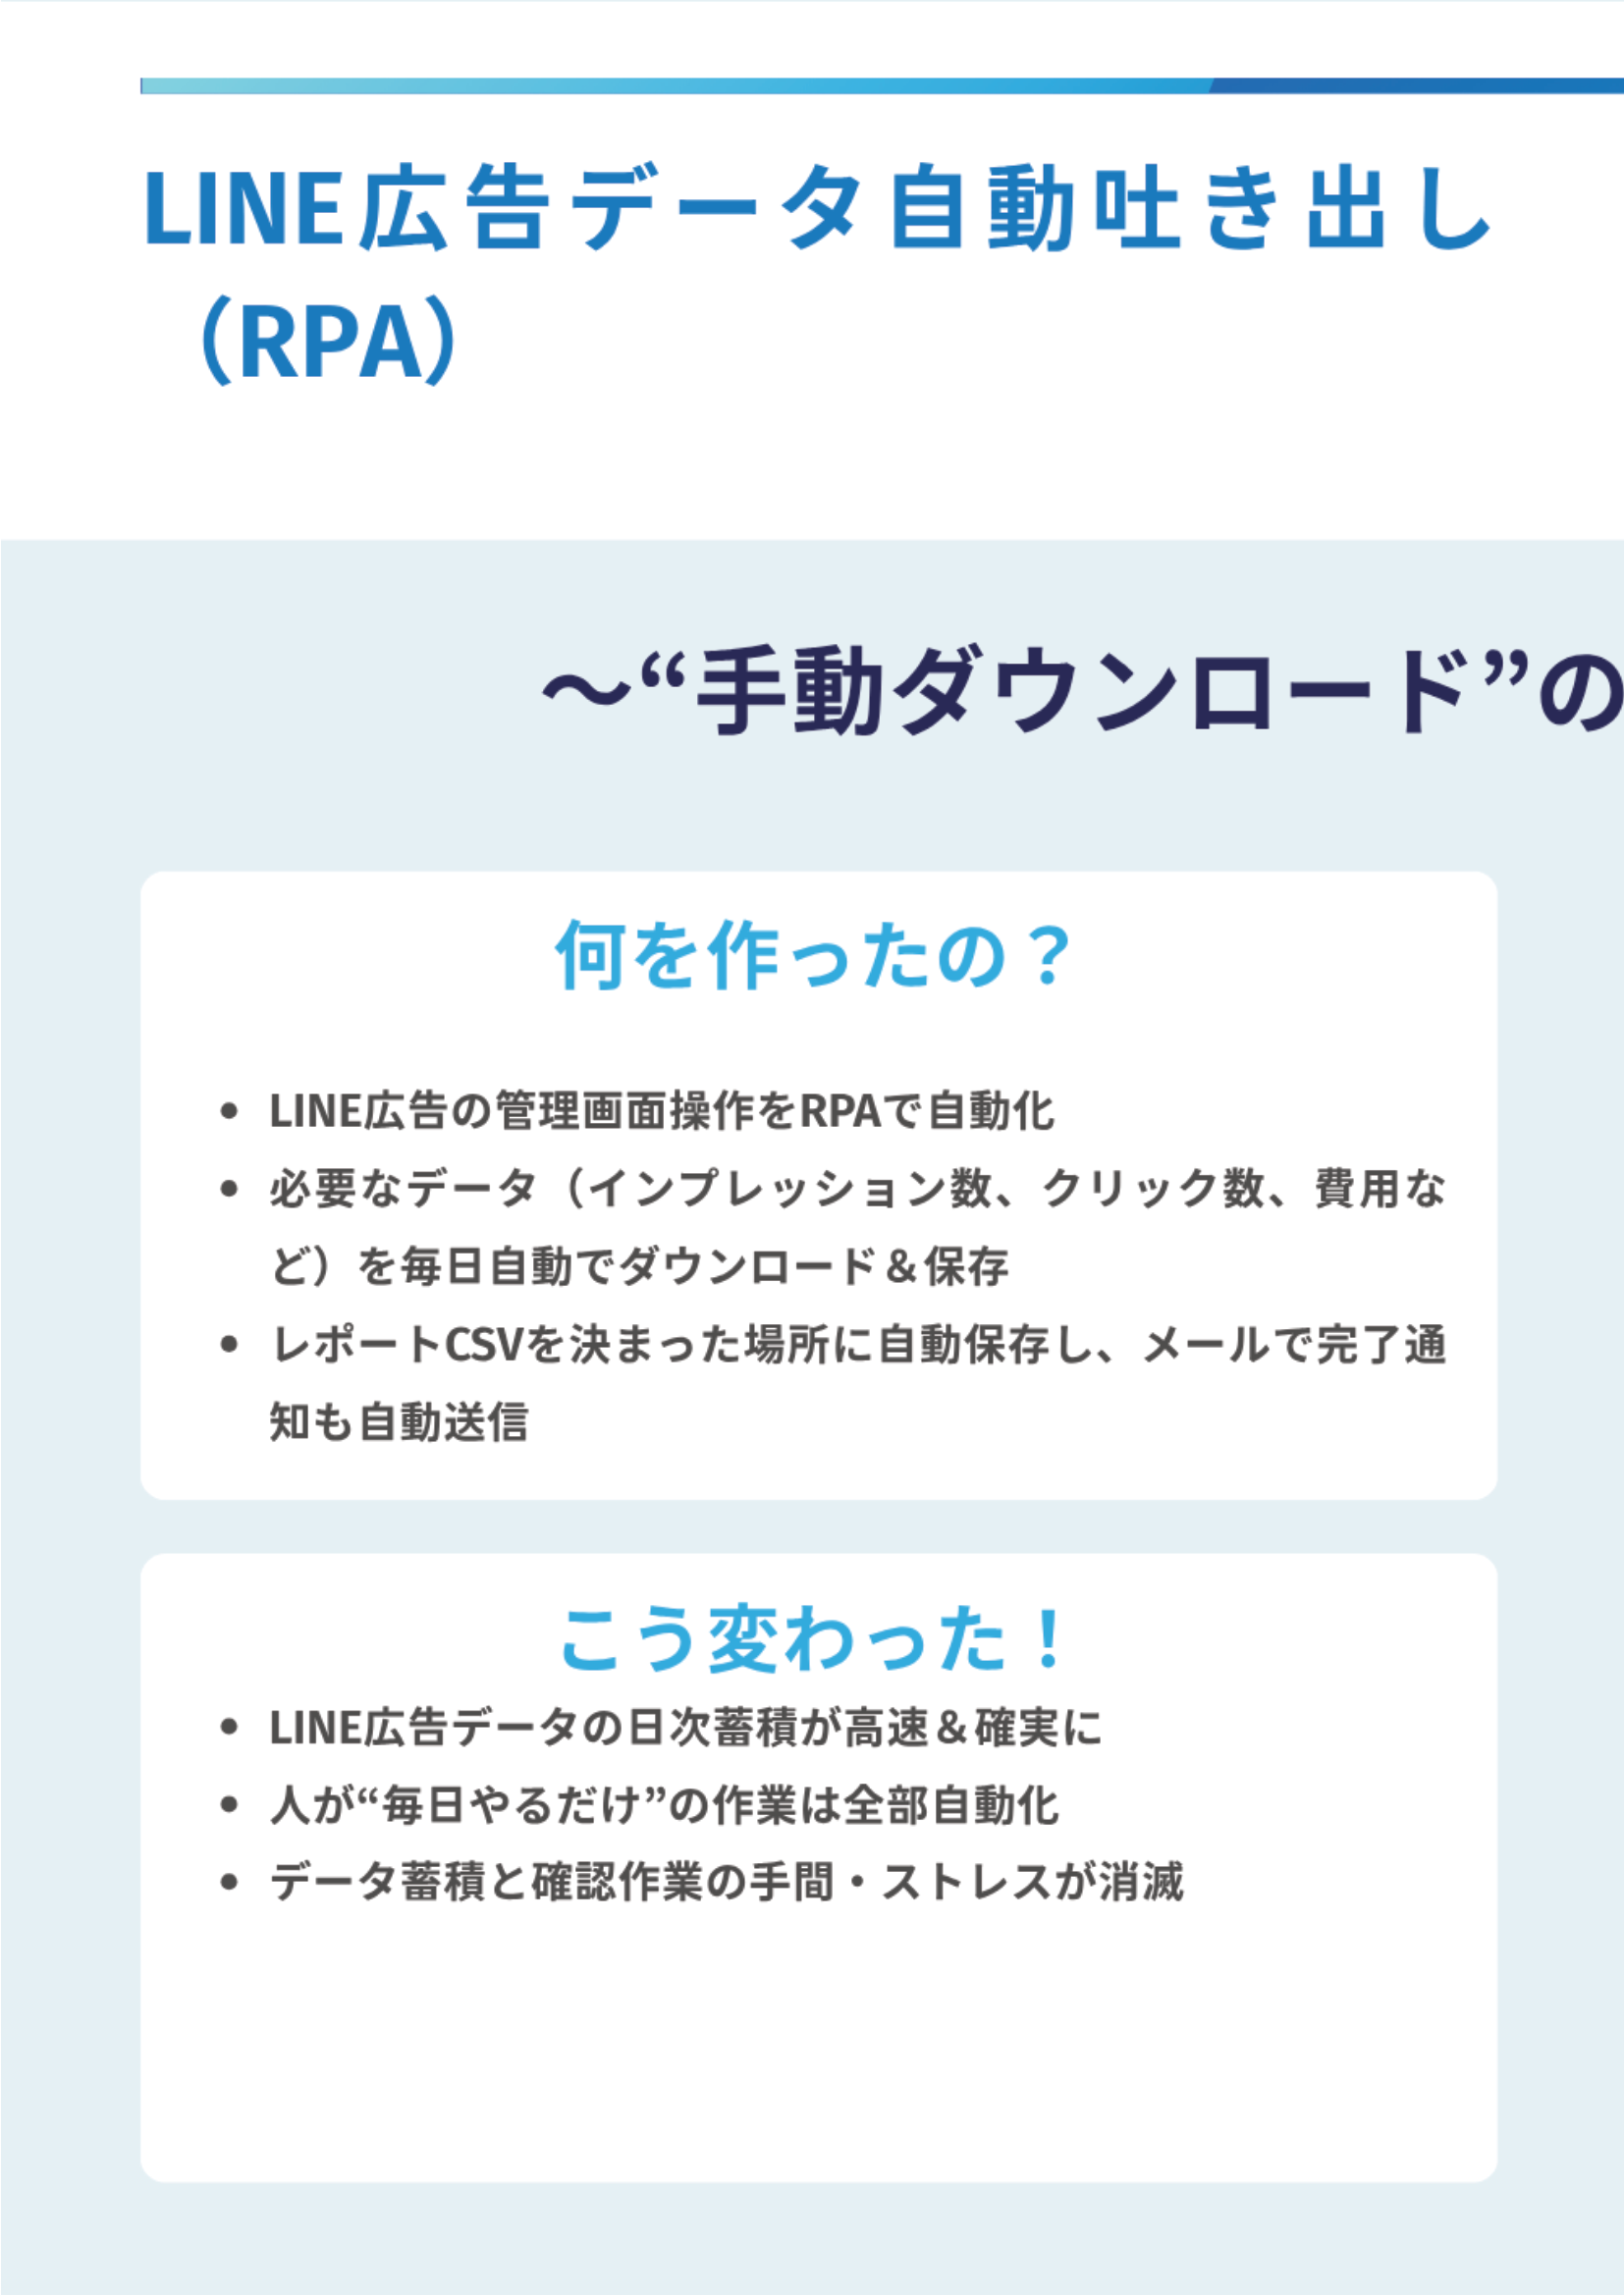 LINE広告データ自動吐き出し
（RPA）
～“手動ダウンロード”の
何を作ったの？
• LINE広告の管理画面操作をRPAで自動化
• 必要なデータ（インプレッション数、クリック数、費用な
ど）を毎日自動でダウンロード＆保存
• レポートCSVを決まった場所に自動保存し、メールで完了通
知も自動送信
こう変わった！
• LINE広告データの日次蓄積が高速＆確実に
• 人が“毎日やるだけ”の作業は全部自動化
• データ蓄積と確認作業の手間・ストレスが消滅